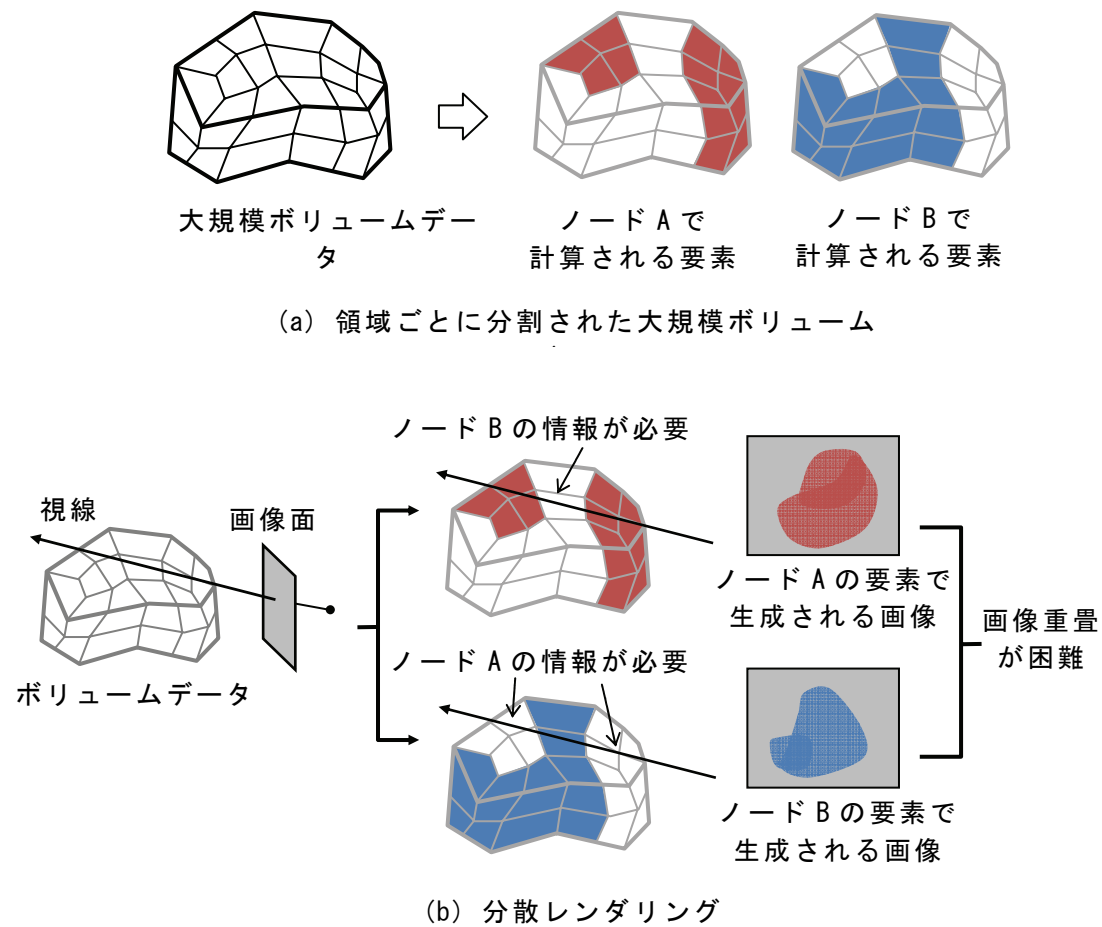 大規模ボリュームデー
タ
ノードAで
計算される要素
ノードBで
計算される要素
(a) 領域ごとに分割された大規模ボリューム
ノードBの情報が必要
視線
画像面
ボリュームデータ
ノードAの要素で
生成される画像
画像重畳
が困難
ノードAの情報が必要
ノードBの要素で
生成される画像
(b) 分散レンダリング